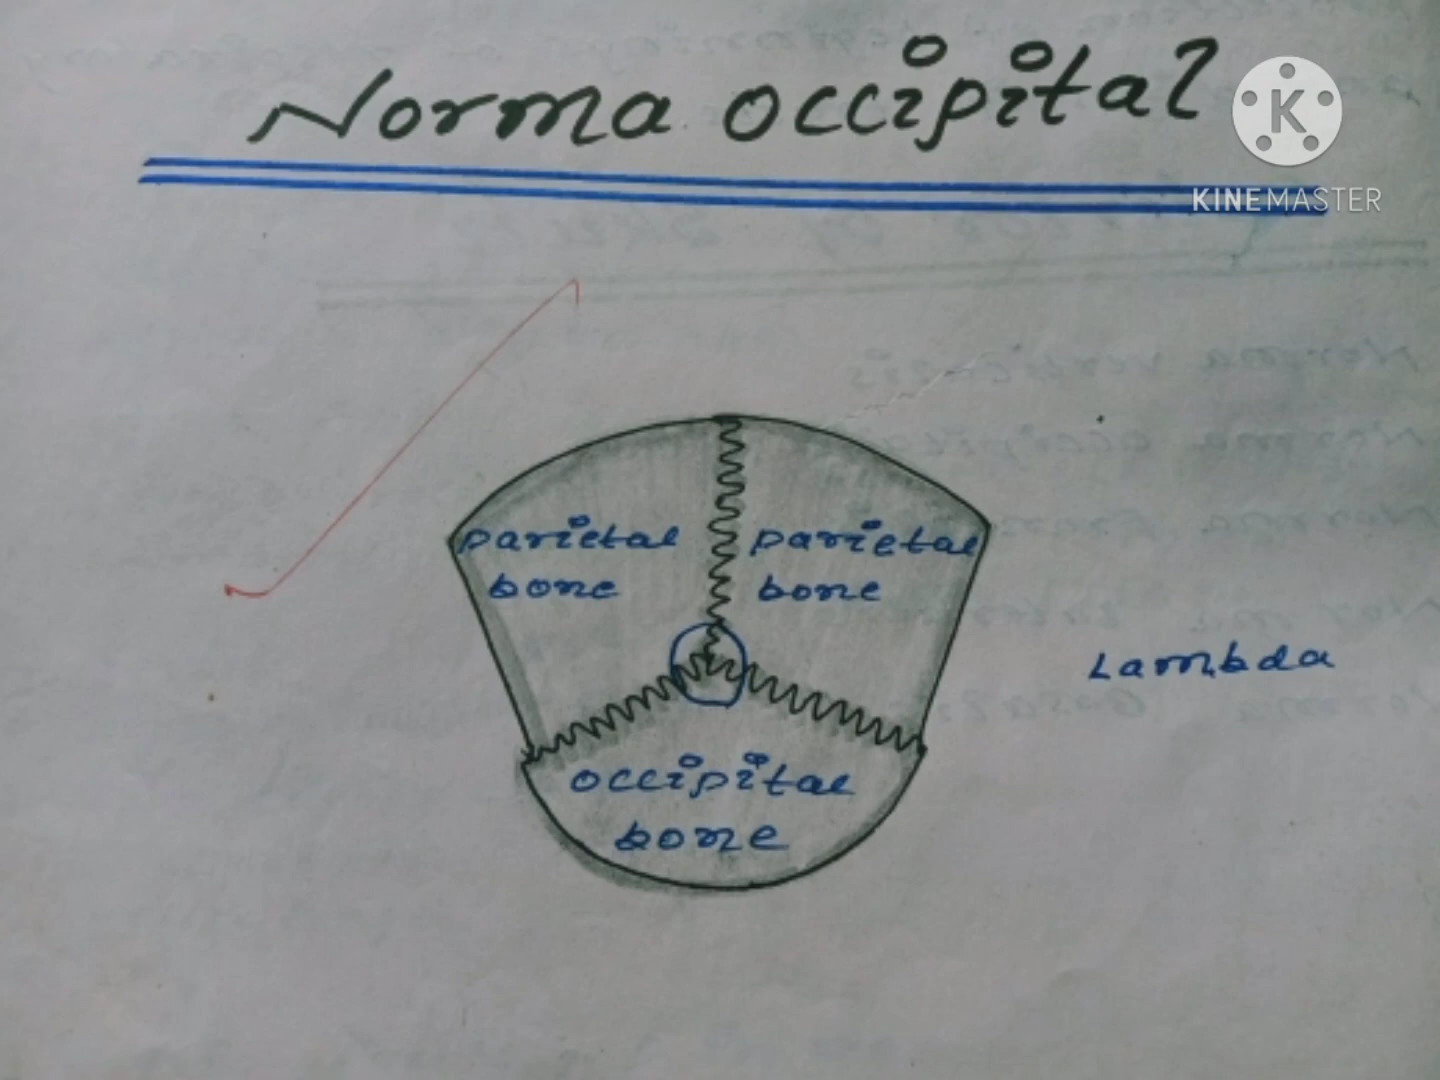 Norma occipital
K
KINEMASTER
parietal bone
parietal bone
Lambda
occipital
bone